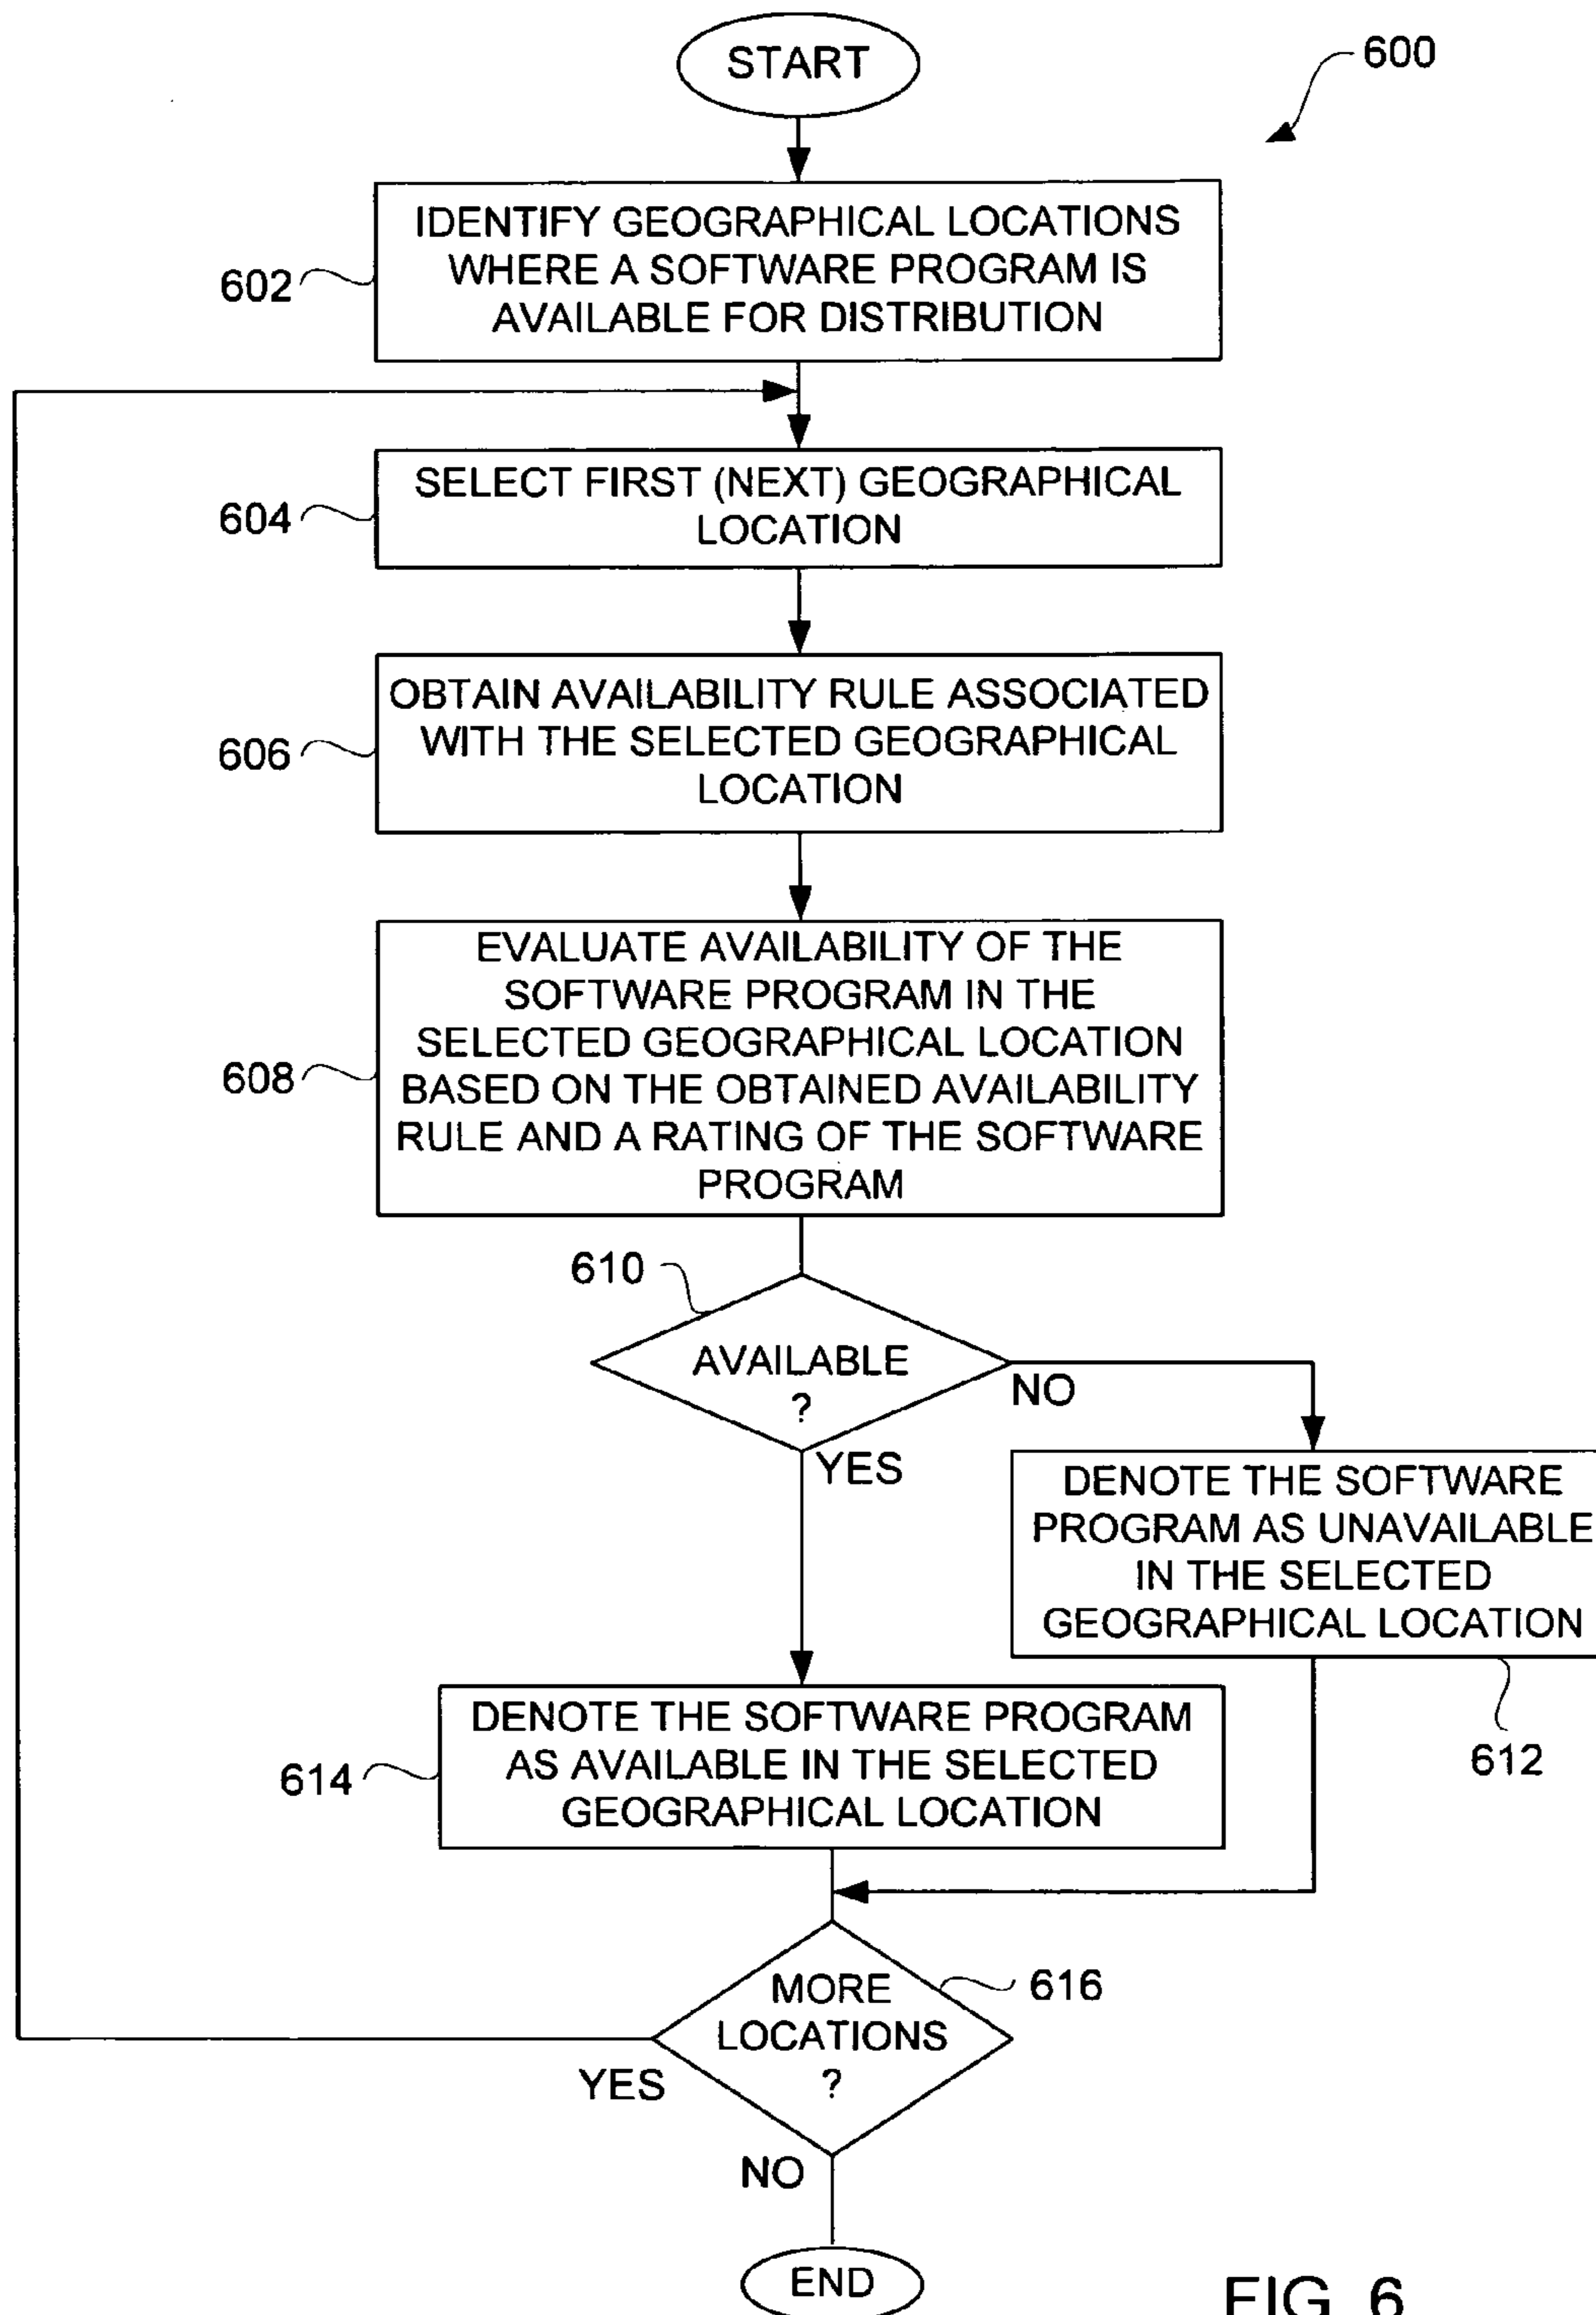 START
600
IDENTIFY GEOGRAPHICAL LOCATIONS
WHERE A SOFTWARE PROGRAM IS
AVAILABLE FOR DISTRIBUTION
602
SELECT FIRST (NEXT) GEOGRAPHICAL
LOCATION
604
OBTAIN AVAILABILITY RULE ASSOCIATED
WITH THE SELECTED GEOGRAPHICAL
LOCATION
606
EVALUATE AVAILABILITY OF THE
SOFTWARE PROGRAM IN THE
SELECTED GEOGRAPHICAL LOCATION
BASED ON THE OBTAINED AVAILABILITY
RULE AND A RATING OF THE SOFTWARE
PROGRAM
608
610
AVAILABLE
?
NO
YES
DENOTE THE SOFTWARE
PROGRAM AS UNAVAILABLE
IN THE SELECTED
GEOGRAPHICAL LOCATION
612
DENOTE THE SOFTWARE PROGRAM
AS AVAILABLE IN THE SELECTED
GEOGRAPHICAL LOCATION
614
MORE
LOCATIONS
?
616
YES
NO
END
FIG. 6